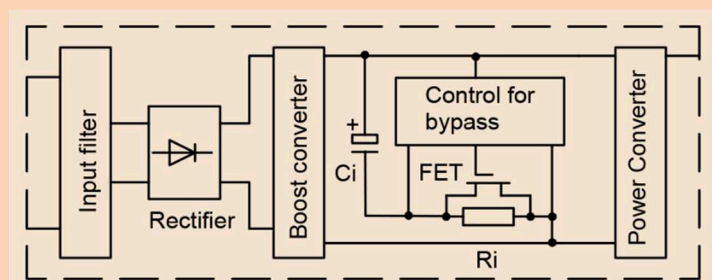 Input filter
Rectifier
Boost converter
+
Ci
Control for
bypass
FET
Ri
Power Converter